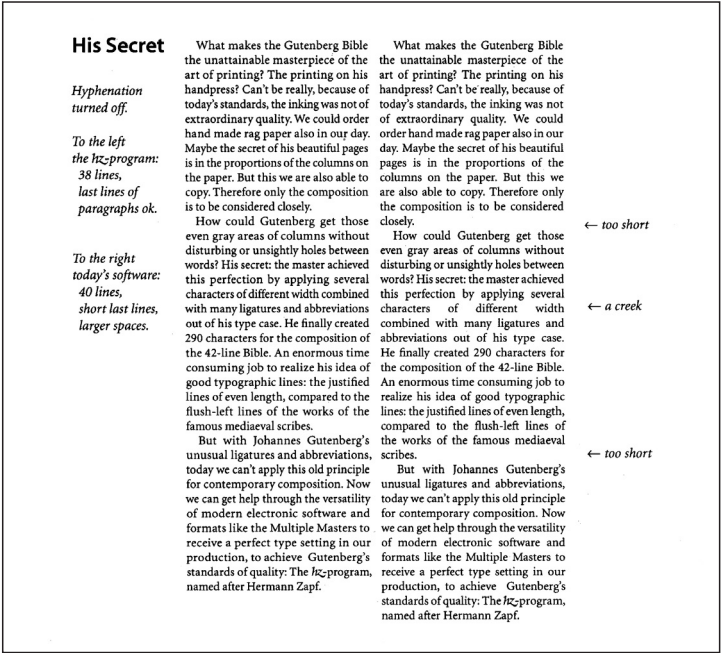 His Secret
Hyphenation
turned off.
To the left
the hz-program:
38 lines,
last lines of
paragraphs ok.
To the right
today's software:
40 lines,
short last lines,
larger spaces.
What makes the Gutenberg Bible
the unattainable masterpiece of the
art of printing? The printing on his
handpress? Can't be really, because of
today's standards, the inking was not of
extraordinary quality. We could order
hand made rag paper also in our day.
Maybe the secret of his beautiful pages
is in the proportions of the columns on
the paper. But this we are also able to
copy. Therefore only the composition
is to be considered closely.
How could Gutenberg get those
even gray areas of columns without
disturbing or unsightly holes between
words? His secret: the master achieved
this perfection by applying several
characters of different width combined
with many ligatures and abbreviations
out of his type case. He finally created
290 characters for the composition of
the 42-line Bible. An enormous time
consuming job to realize his idea of
good typographic lines: the justified
lines of even length, compared to the
flush-left lines of the works of the
famous mediaeval scribes.
But with Johannes Gutenberg's
unusual ligatures and abbreviations,
today we can't apply this old principle
for contemporary composition. Now
we can get help through the versatility
of modern electronic software and
formats like the Multiple Masters to
receive a perfect type setting in our
production, to achieve Gutenberg's
standards of quality: The hz-program,
named after Hermann Zapf.
What makes the Gutenberg Bible
the unattainable masterpiece of the
art of printing? The printing on his
handpress? Can't be really, because of
today's standards, the inking was not
of extraordinary quality. We could
order hand made rag paper also in our
day. Maybe the secret of his beautiful
pages is in the proportions of the
columns on the paper. But this we
are also able to copy. Therefore only
the composition is to be considered
closely.
How could Gutenberg get those
even gray areas of columns without
disturbing or unsightly holes between
words? His secret: the master achieved
this perfection by applying several
characters of different width
combined with many ligatures and
abbreviations out of his type case.
He finally created 290 characters for
the composition of the 42-line Bible.
An enormous time consuming job to
realize his idea of good typographic
lines: the justified lines of even length,
compared to the flush-left lines of
the works of the famous mediaeval
scribes.
But with Johannes Gutenberg's
unusual ligatures and abbreviations,
today we can't apply this old principle
for contemporary composition. Now
we can get help through the versatility
of modern electronic software and
formats like the Multiple Masters to
receive a perfect type setting in our
production, to achieve Gutenberg's
standards of quality: The hz-program,
named after Hermann Zapf.
← too short
← a creek
← too short